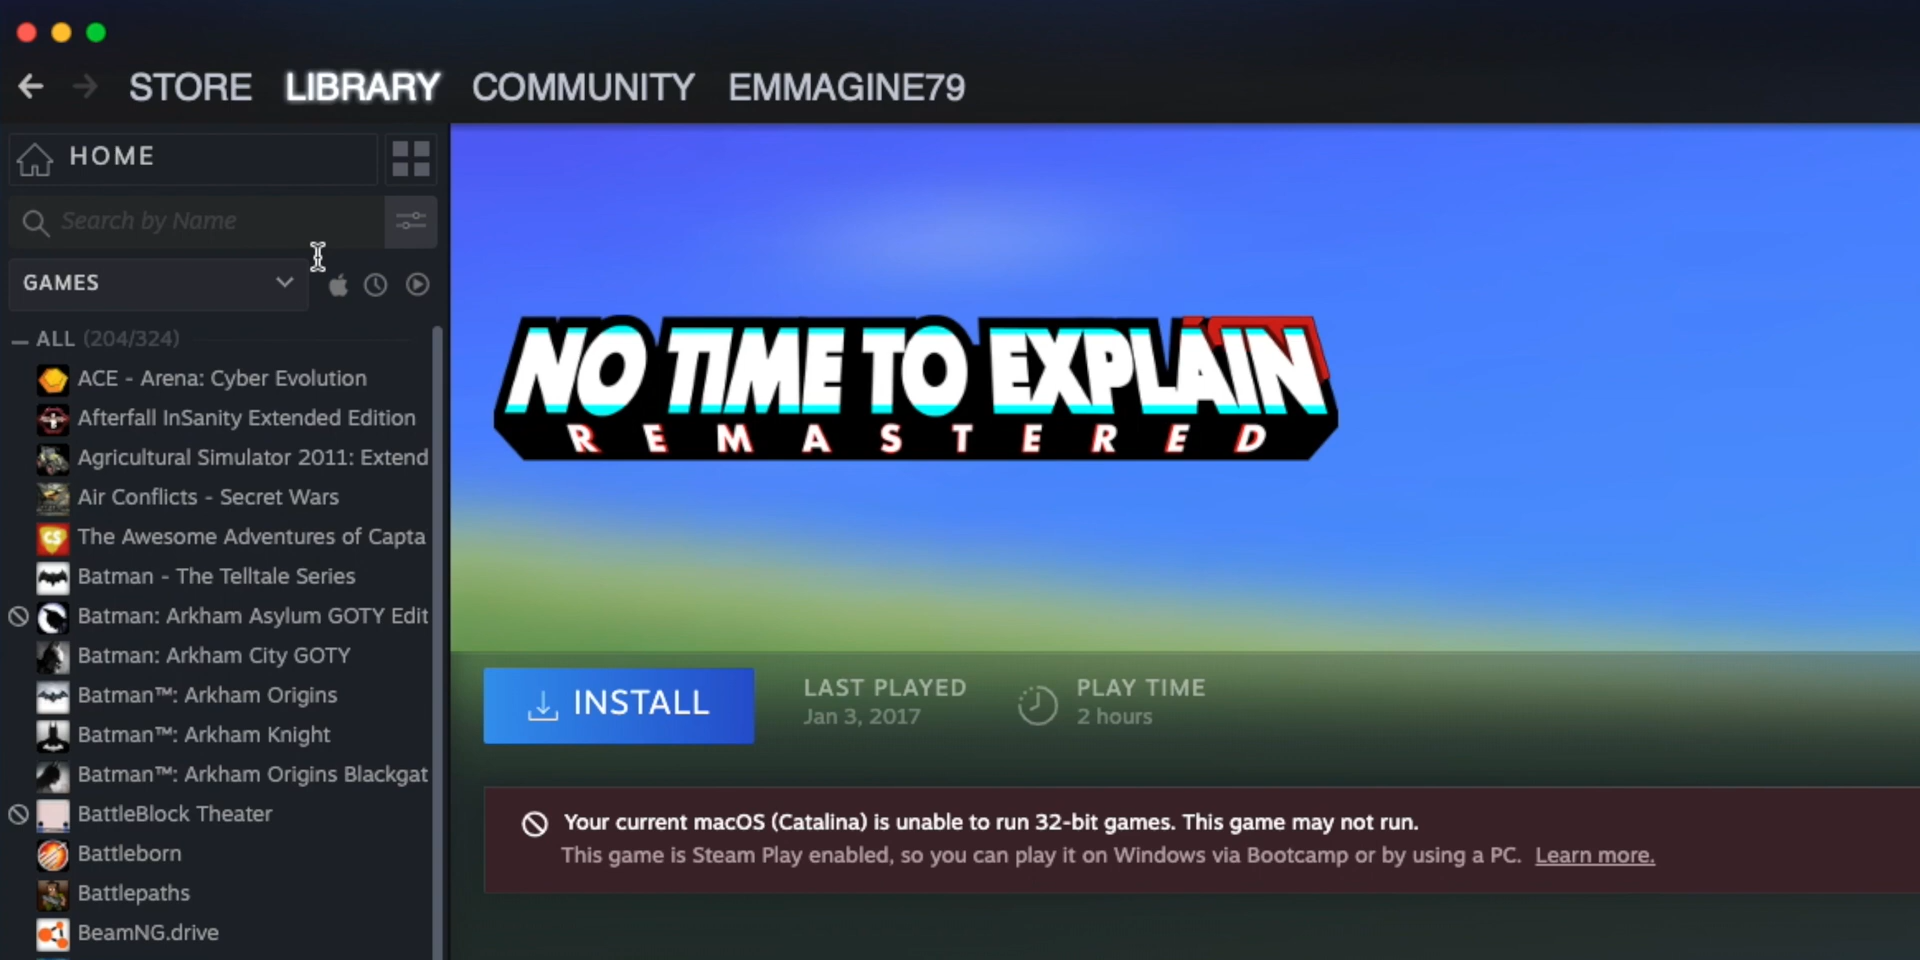 STORE LIBRARY COMMUNITY EMMAGINE79
HOME
Search by Name
GAMES
— ALL (204/324)
ACE - Arena: Cyber Evolution
Afterfall InSanity Extended Edition
Agricultural Simulator 2011: Extend
Air Conflicts - Secret Wars
CS
The Awesome Adventures of Capta
Batman - The Telltale Series
Batman: Arkham Asylum GOTY Edit
Batman: Arkham City GOTY
Batman™: Arkham Origins
Batman™: Arkham Knight
Batman™: Arkham Origins Blackgat
BattleBlock Theater
Battleborn
Battlepaths
BeamNG.drive
NO TIME TO EXPLAIN
REMASTERED
INSTALL
LAST PLAYED
Jan 3, 2017
PLAY TIME
2 hours
Your current macOS (Catalina) is unable to run 32-bit games. This game may not run.
This game is Steam Play enabled, so you can play it on Windows via Bootcamp or by using a PC. Learn more.